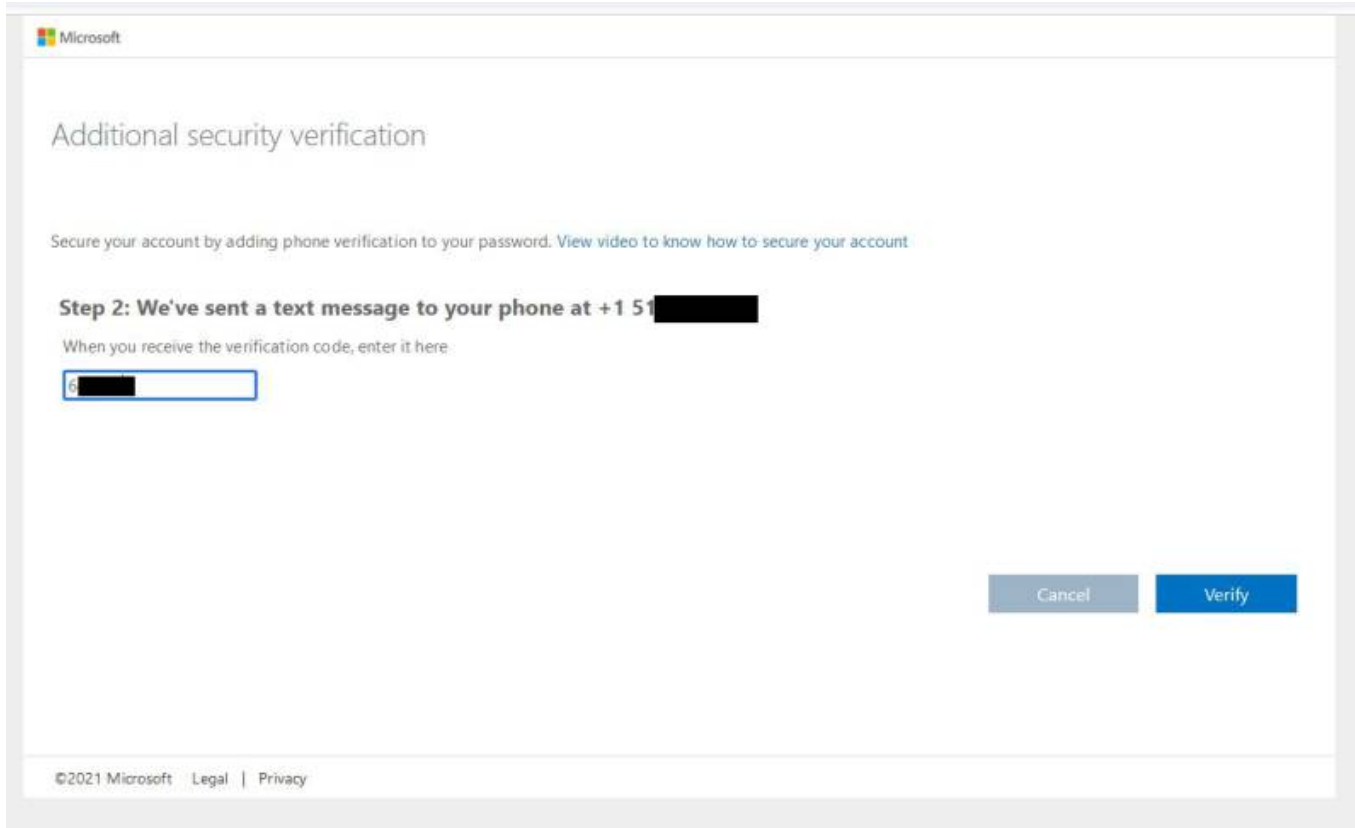 Microsoft
Additional security verification
Secure your account by adding phone verification to your password. View video to know how to secure your account
Step 2: We've sent a text message to your phone at +1 51
When you receive the verification code, enter it here
6
Cancel Verify
©2021 Microsoft Legal | Privacy